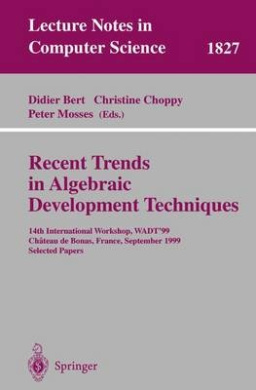 Lecture Notes in
Computer Science 1827
Didier Bert Christine Choppy
Peter Mosses (Eds.)
Recent Trends
in Algebraic
Development Techniques
14th International Workshop, WADT'99
Château de Bonas, France, September 1999
Selected Papers
Springer